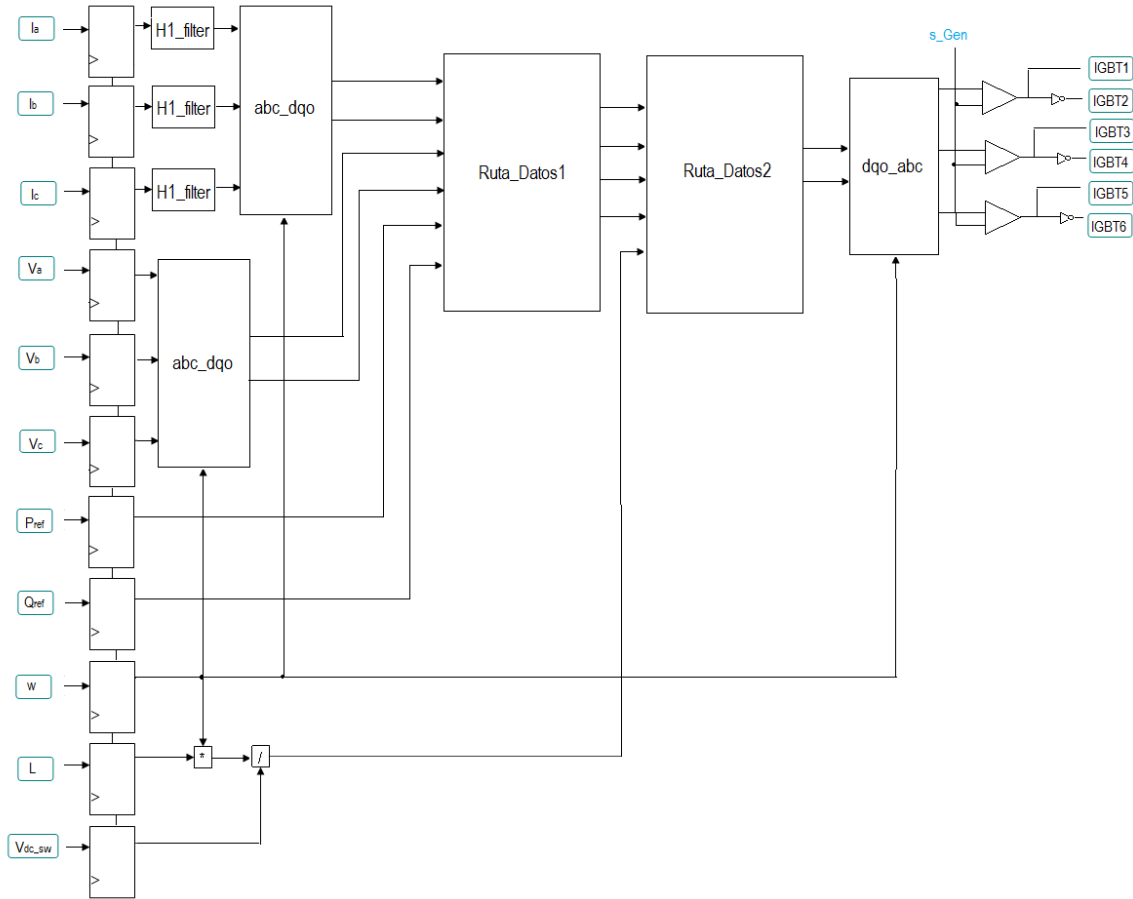 Ia
H1_filter
Ib
H1_filter
Ic
H1_filter
abc_dqo
Va
Vb
Vc
abc_dqo
Pref
Qref
w
L
Vdc_sw
*
/
Ruta_Datos1
Ruta_Datos2
dqo_abc
s_Gen
IGBT1
IGBT2
IGBT3
IGBT4
IGBT5
IGBT6